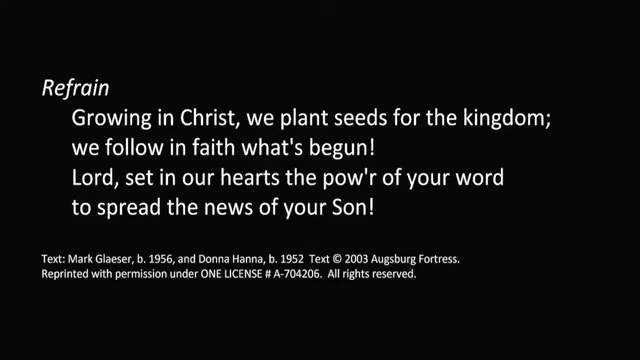 Refrain
Growing in Christ, we plant seeds for the kingdom;
we follow in faith what's begun!
Lord, set in our hearts the pow'r of your word
to spread the news of your Son!
Text: Mark Glaeser, b. 1956, and Donna Hanna, b. 1952  Text © 2003 Augsburg Fortress.
Reprinted with permission under ONE LICENSE # A-704206.  All rights reserved.